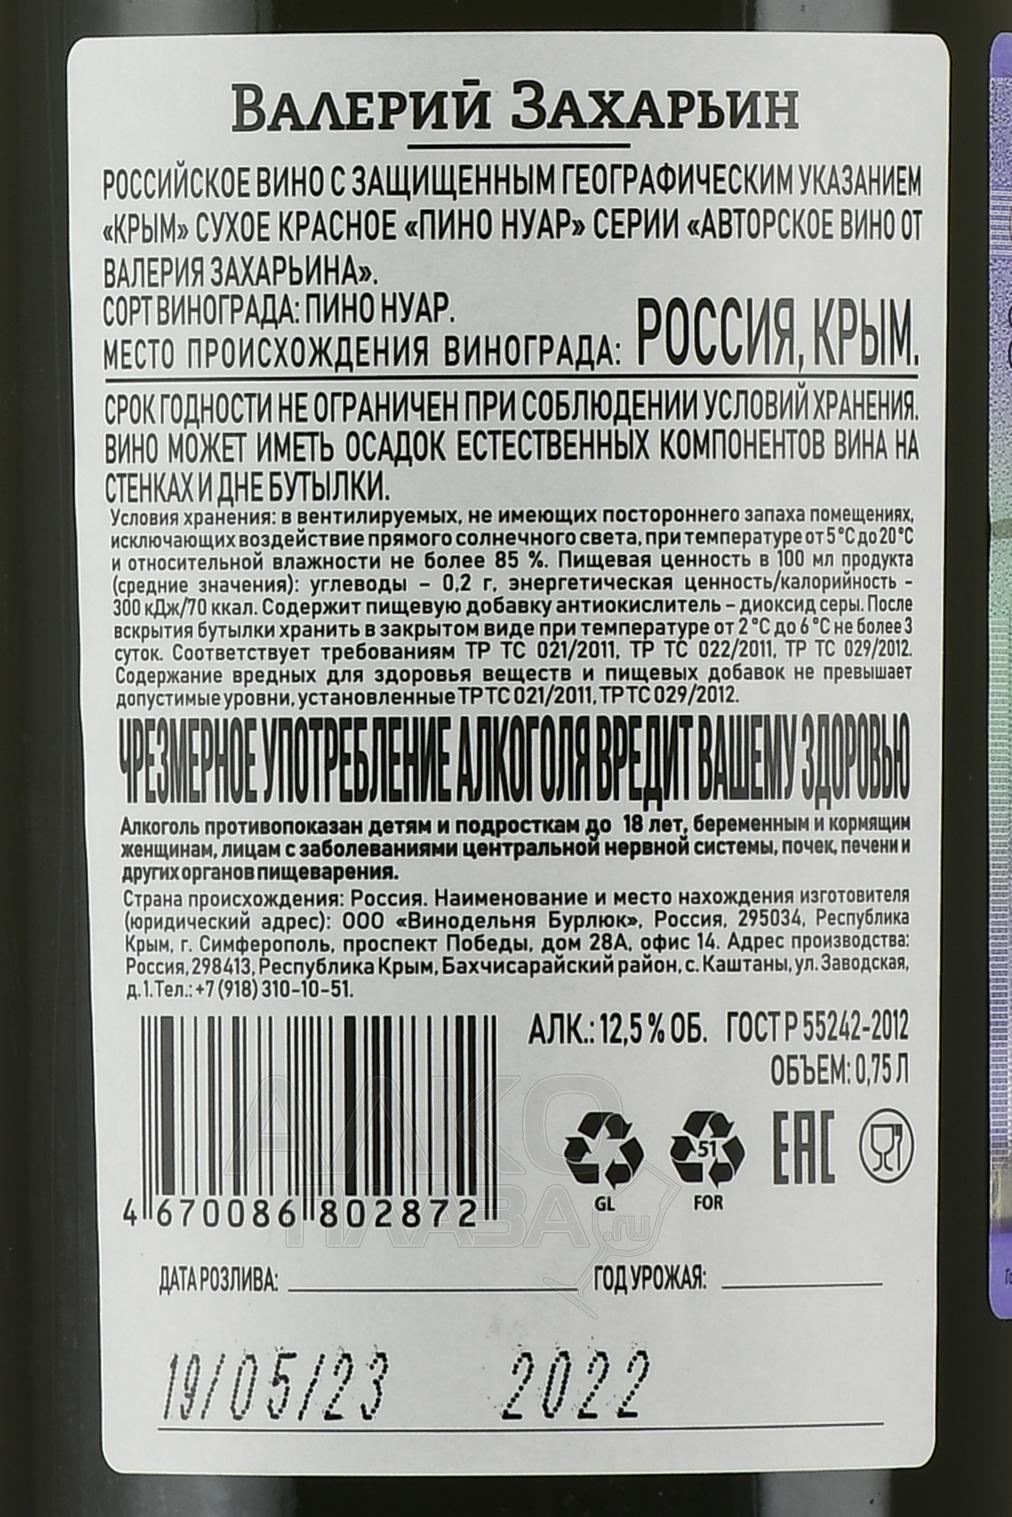 ВАЛЕРИЙ ЗАХАРЬИН
РОССИЙСКОЕ ВИНО С ЗАЩИЩЕННЫМ ГЕОГРАФИЧЕСКИМ УКАЗАНИЕМ
«КРЫМ» СУХОЕ КРАСНОЕ «ПИНО НУАР» СЕРИИ «АВТОРСКОЕ ВИНО ОТ
ВАЛЕРИЯ ЗАХАРЬИНА».
СОРТ ВИНОГРАДА: ПИНО НУАР.
МЕСТО ПРОИСХОЖДЕНИЯ ВИНОГРАДА: РОССИЯ, КРЫМ.
СРОК ГОДНОСТИ НЕ ОГРАНИЧЕН ПРИ СОБЛЮДЕНИИ УСЛОВИЙ ХРАНЕНИЯ.
ВИНО МОЖЕТ ИМЕТЬ ОСАДОК ЕСТЕСТВЕННЫХ КОМПОНЕНТОВ ВИНА НА
СТЕНКАХ И ДНЕ БУТЫЛКИ.
Условия хранения: в вентилируемых, не имеющих постороннего запаха помещениях,
исключающих воздействие прямого солнечного света, при температуре от 5 °С до 20 °С
и относительной влажности не более 85 %. Пищевая ценность в 100 мл продукта
(средние значения): углеводы – 0,2 г, энергетическая ценность/калорийность –
300 кДж/70 ккал. Содержит пищевую добавку антиокислитель – диоксид серы. После
вскрытия бутылки хранить в закрытом виде при температуре от 2 °С до 6 °С не более 3
суток. Соответствует требованиям ТР ТС 021/2011, ТР ТС 022/2011, ТР ТС 029/2012.
Содержание вредных для здоровья веществ и пищевых добавок не превышает
допустимые уровни, установленные ТР ТС 021/2011, ТР ТС 029/2012.
ЧРЕЗМЕРНОЕ УПОТРЕБЛЕНИЕ АЛКОГОЛЯ ВРЕДИТ ВАШЕМУ ЗДОРОВЬЮ
Алкоголь противопоказан детям и подросткам до 18 лет, беременным и кормящим
женщинам, лицам с заболеваниями центральной нервной системы, почек, печени и
других органов пищеварения.
Страна происхождения: Россия. Наименование и место нахождения изготовителя
(юридический адрес): ООО «Винодельня Бурлюк», Россия, 295034, Республика
Крым, г. Симферополь, проспект Победы, дом 28А, офис 14. Адрес производства:
Россия, 298413, Республика Крым, Бахчисарайский район, с. Каштаны, ул. Заводская,
д. 1. Тел.: +7 (918) 310-10-51.
АЛК.: 12,5 % ОБ. ГОСТ Р 55242-2012
ОБЪЕМ: 0,75 Л
GL
51
FOR
EAC
4 670086 802872
АЛКО
ПЛАЗА.ru
ДАТА РОЗЛИВА: ГОД УРОЖАЯ:
19/05/23 2022